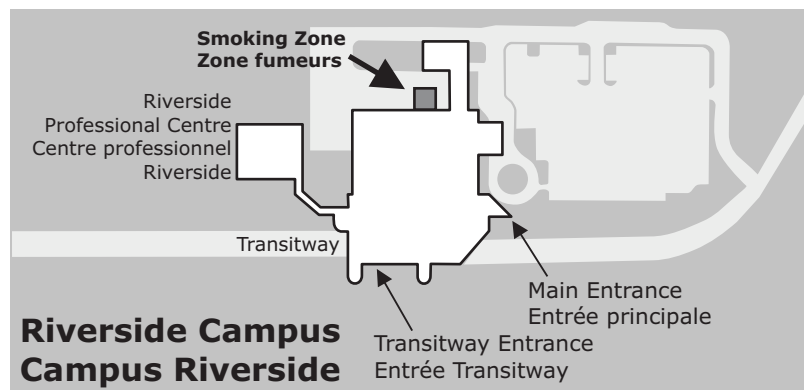 Smoking Zone
Zone fumeurs
Riverside
Professional Centre
Centre professionnel
Riverside
Transitway
Main Entrance
Entrée principale
Riverside Campus
Campus Riverside
Transitway Entrance
Entrée Transitway